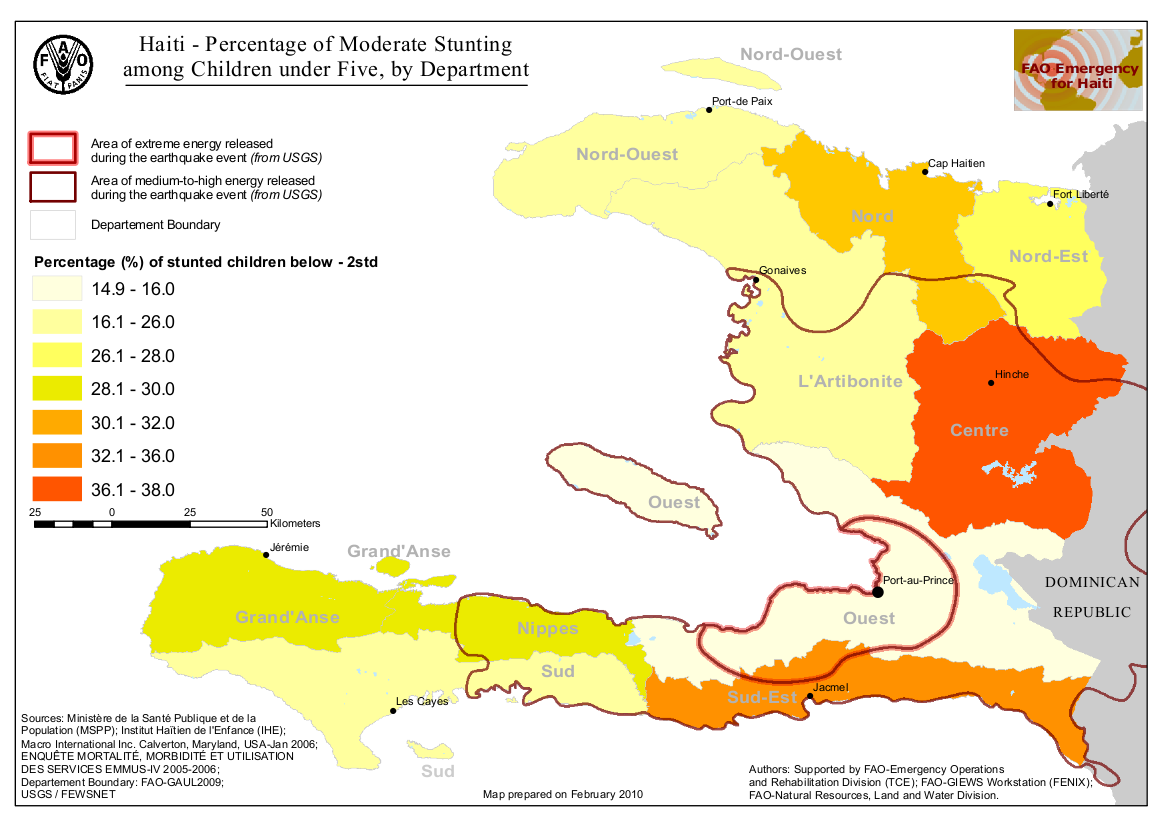 Haiti - Percentage of Moderate Stunting
among Children under Five, by Department
F A O
FIAT PANIS
FAO Emergency
for Haiti
Area of extreme energy released
during the earthquake event (from USGS)
Area of medium-to-high energy released
during the earthquake event (from USGS)
Departement Boundary
Percentage (%) of stunted children below - 2std
14.9 - 16.0
16.1 - 26.0
26.1 - 28.0
28.1 - 30.0
30.1 - 32.0
32.1 - 36.0
36.1 - 38.0
25 0 25 50
Kilometers
Nord-Ouest
Port-de Paix
Nord-Ouest
Cap Haitien
Fort Liberté
Nord
Nord-Est
Gonaives
L'Artibonite
Hinche
Centre
Ouest
Jérémie
Grand'Anse
Grand'Anse
Port-au-Prince
DOMINICAN
REPUBLIC
Ouest
Nippes
Sud
Sud-Est
Jacmel
Les Cayes
Sud
Sources: Ministère de la Santé Publique et de la
Population (MSPP); Institut Haïtien de l'Enfance (IHE);
Macro International Inc. Calverton, Maryland, USA-Jan 2006;
ENQUÊTE MORTALITÉ, MORBIDITÉ ET UTILISATION
DES SERVICES EMMUS-IV 2005-2006;
Departement Boundary: FAO-GAUL2009;
USGS / FEWSNET
Map prepared on February 2010
Authors: Supported by FAO-Emergency Operations
and Rehabilitation Division (TCE); FAO-GIEWS Workstation (FENIX);
FAO-Natural Resources, Land and Water Division.